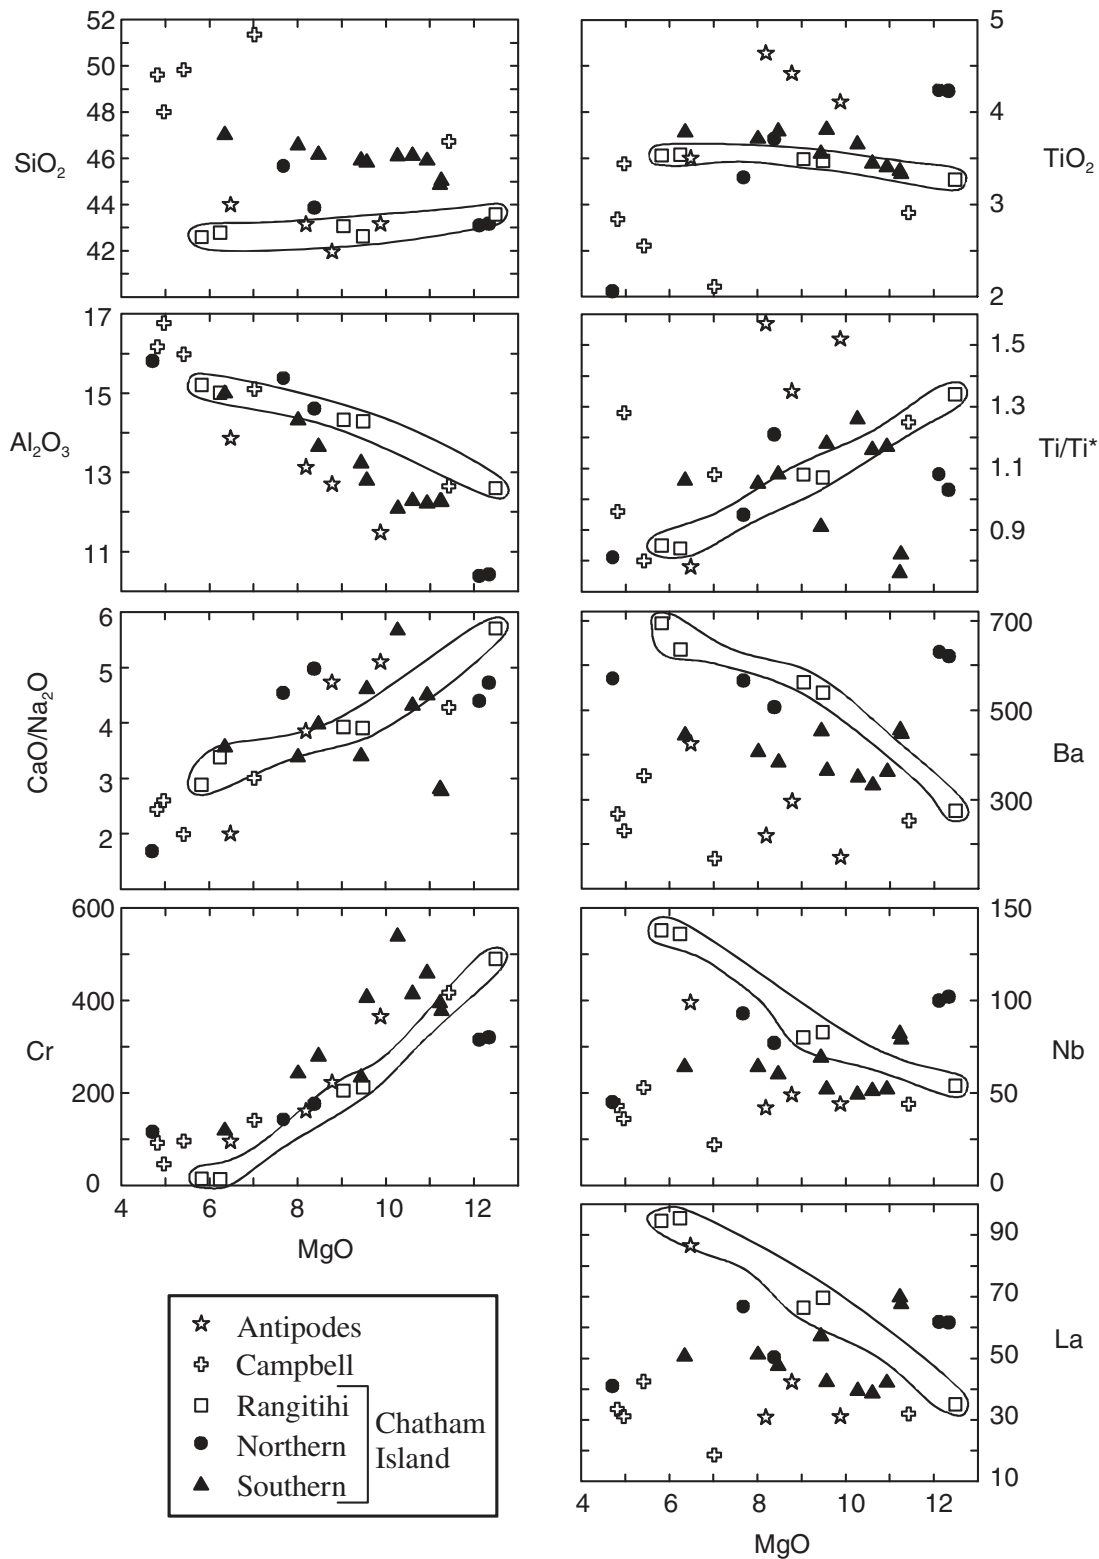 52
50
48
46
44
42
SiO2
5
4
3
2
TiO2
17
15
13
11
Al2O3
1.5
1.3
1.1
0.9
Ti/Ti*
6
5
4
3
2
CaO/Na2O
700
500
300
Ba
600
400
200
0
Cr
4 6 8 10 12
MgO
150
100
50
0
Nb
90
70
50
30
10
La
4 6 8 10 12
MgO
Antipodes
Campbell
Rangitihi
Northern
Southern
Chatham
Island